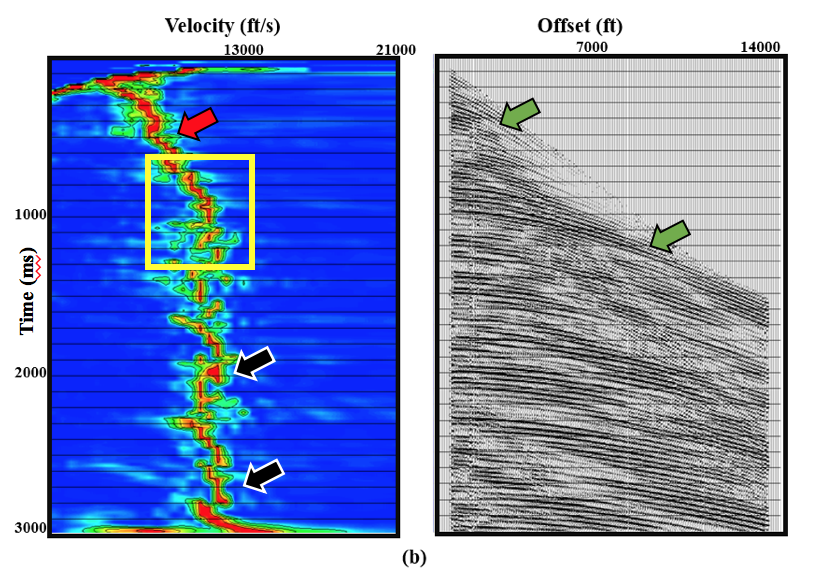 Velocity (ft/s)
13000 21000
Offset (ft)
7000 14000
Time (ms)
1000
2000
3000
(b)